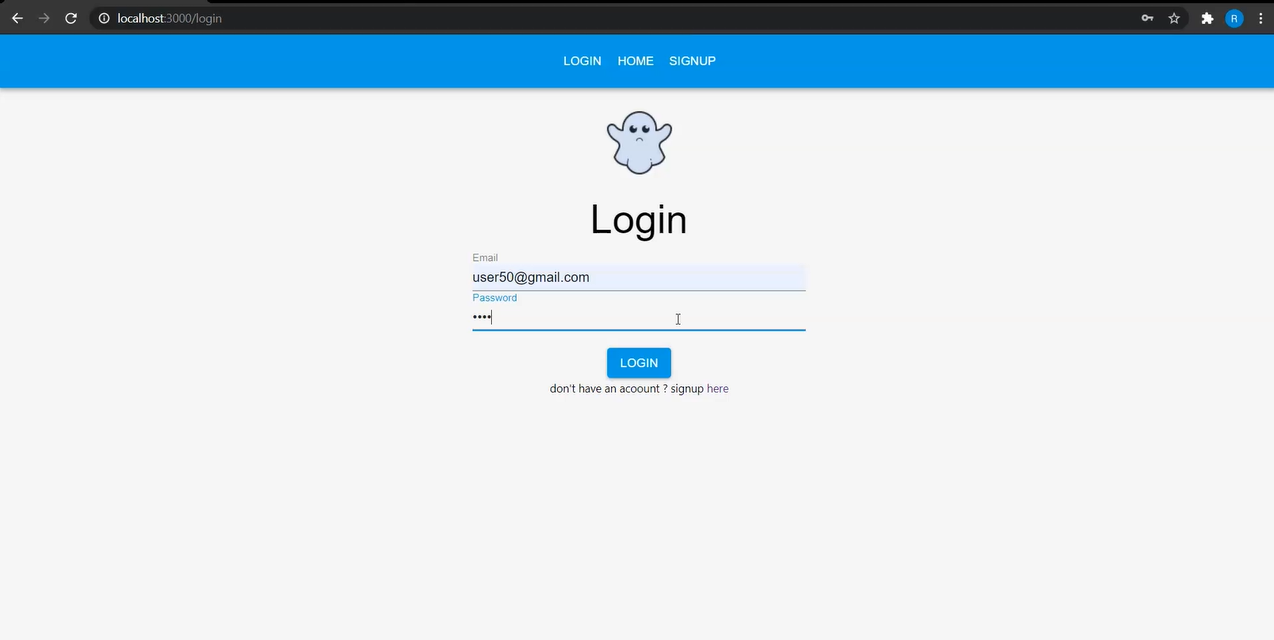 localhost:3000/login
R
LOGIN HOME SIGNUP
Login
Email
user50@gmail.com
Password
••••
LOGIN
don't have an acoount ? signup here